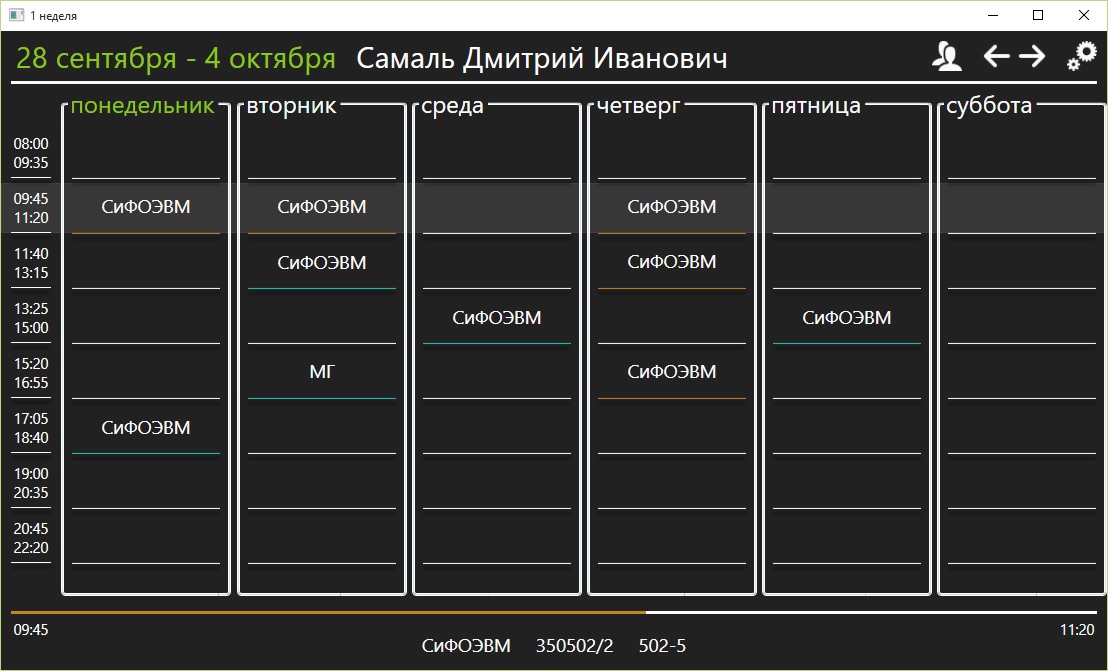 1 неделя
28 сентября - 4 октября Самаль Дмитрий Иванович
понедельник вторник среда четверг пятница суббота
08:00
09:35
09:45
11:20
СиФОЭВМ СиФОЭВМ СиФОЭВМ
11:40
13:15
СиФОЭВМ СиФОЭВМ
13:25
15:00
СиФОЭВМ СиФОЭВМ
15:20
16:55
МГ СиФОЭВМ
17:05
18:40
СиФОЭВМ
19:00
20:35
20:45
22:20
09:45 11:20
СиФОЭВМ 350502/2 502-5